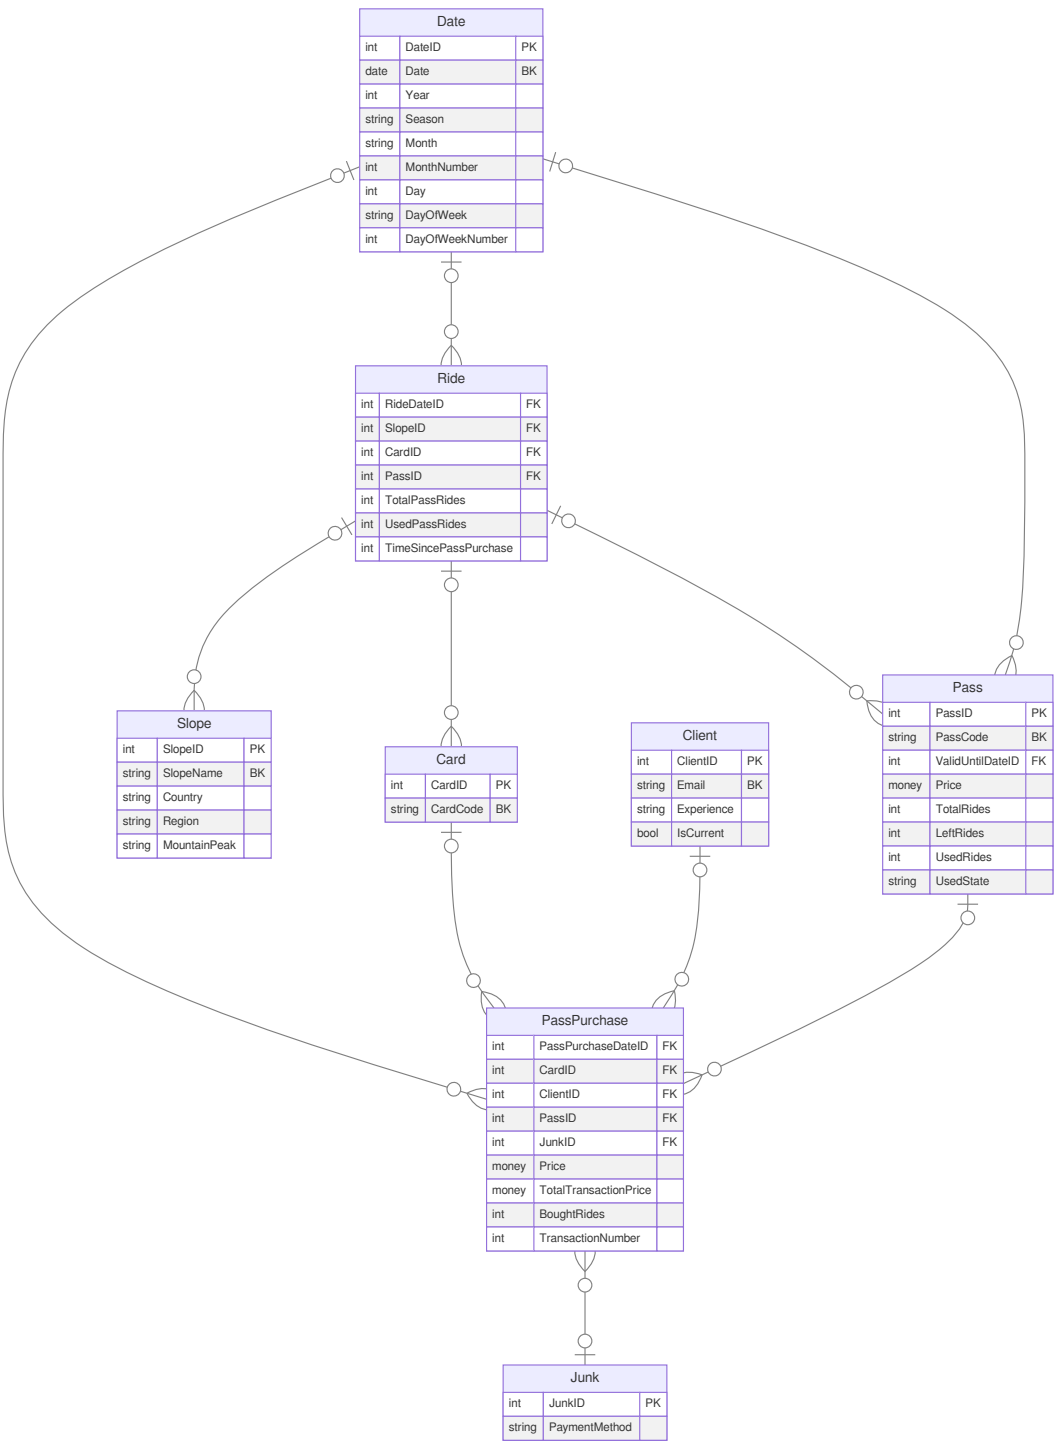 Date
int DateID PK
date Date BK
int Year
string Season
string Month
int MonthNumber
int Day
string DayOfWeek
int DayOfWeekNumber
Ride
int RideDateID FK
int SlopeID FK
int CardID FK
int PassID FK
int TotalPassRides
int UsedPassRides
int TimeSincePassPurchase
Slope
int SlopeID PK
string SlopeName BK
string Country
string Region
string MountainPeak
Card
int CardID PK
string CardCode BK
Client
int ClientID PK
string Email BK
string Experience
bool IsCurrent
Pass
int PassID PK
string PassCode BK
int ValidUntilDateID FK
money Price
int TotalRides
int LeftRides
int UsedRides
string UsedState
PassPurchase
int PassPurchaseDateID FK
int CardID FK
int ClientID FK
int PassID FK
int JunkID FK
money Price
money TotalTransactionPrice
int BoughtRides
int TransactionNumber
Junk
int JunkID PK
string PaymentMethod